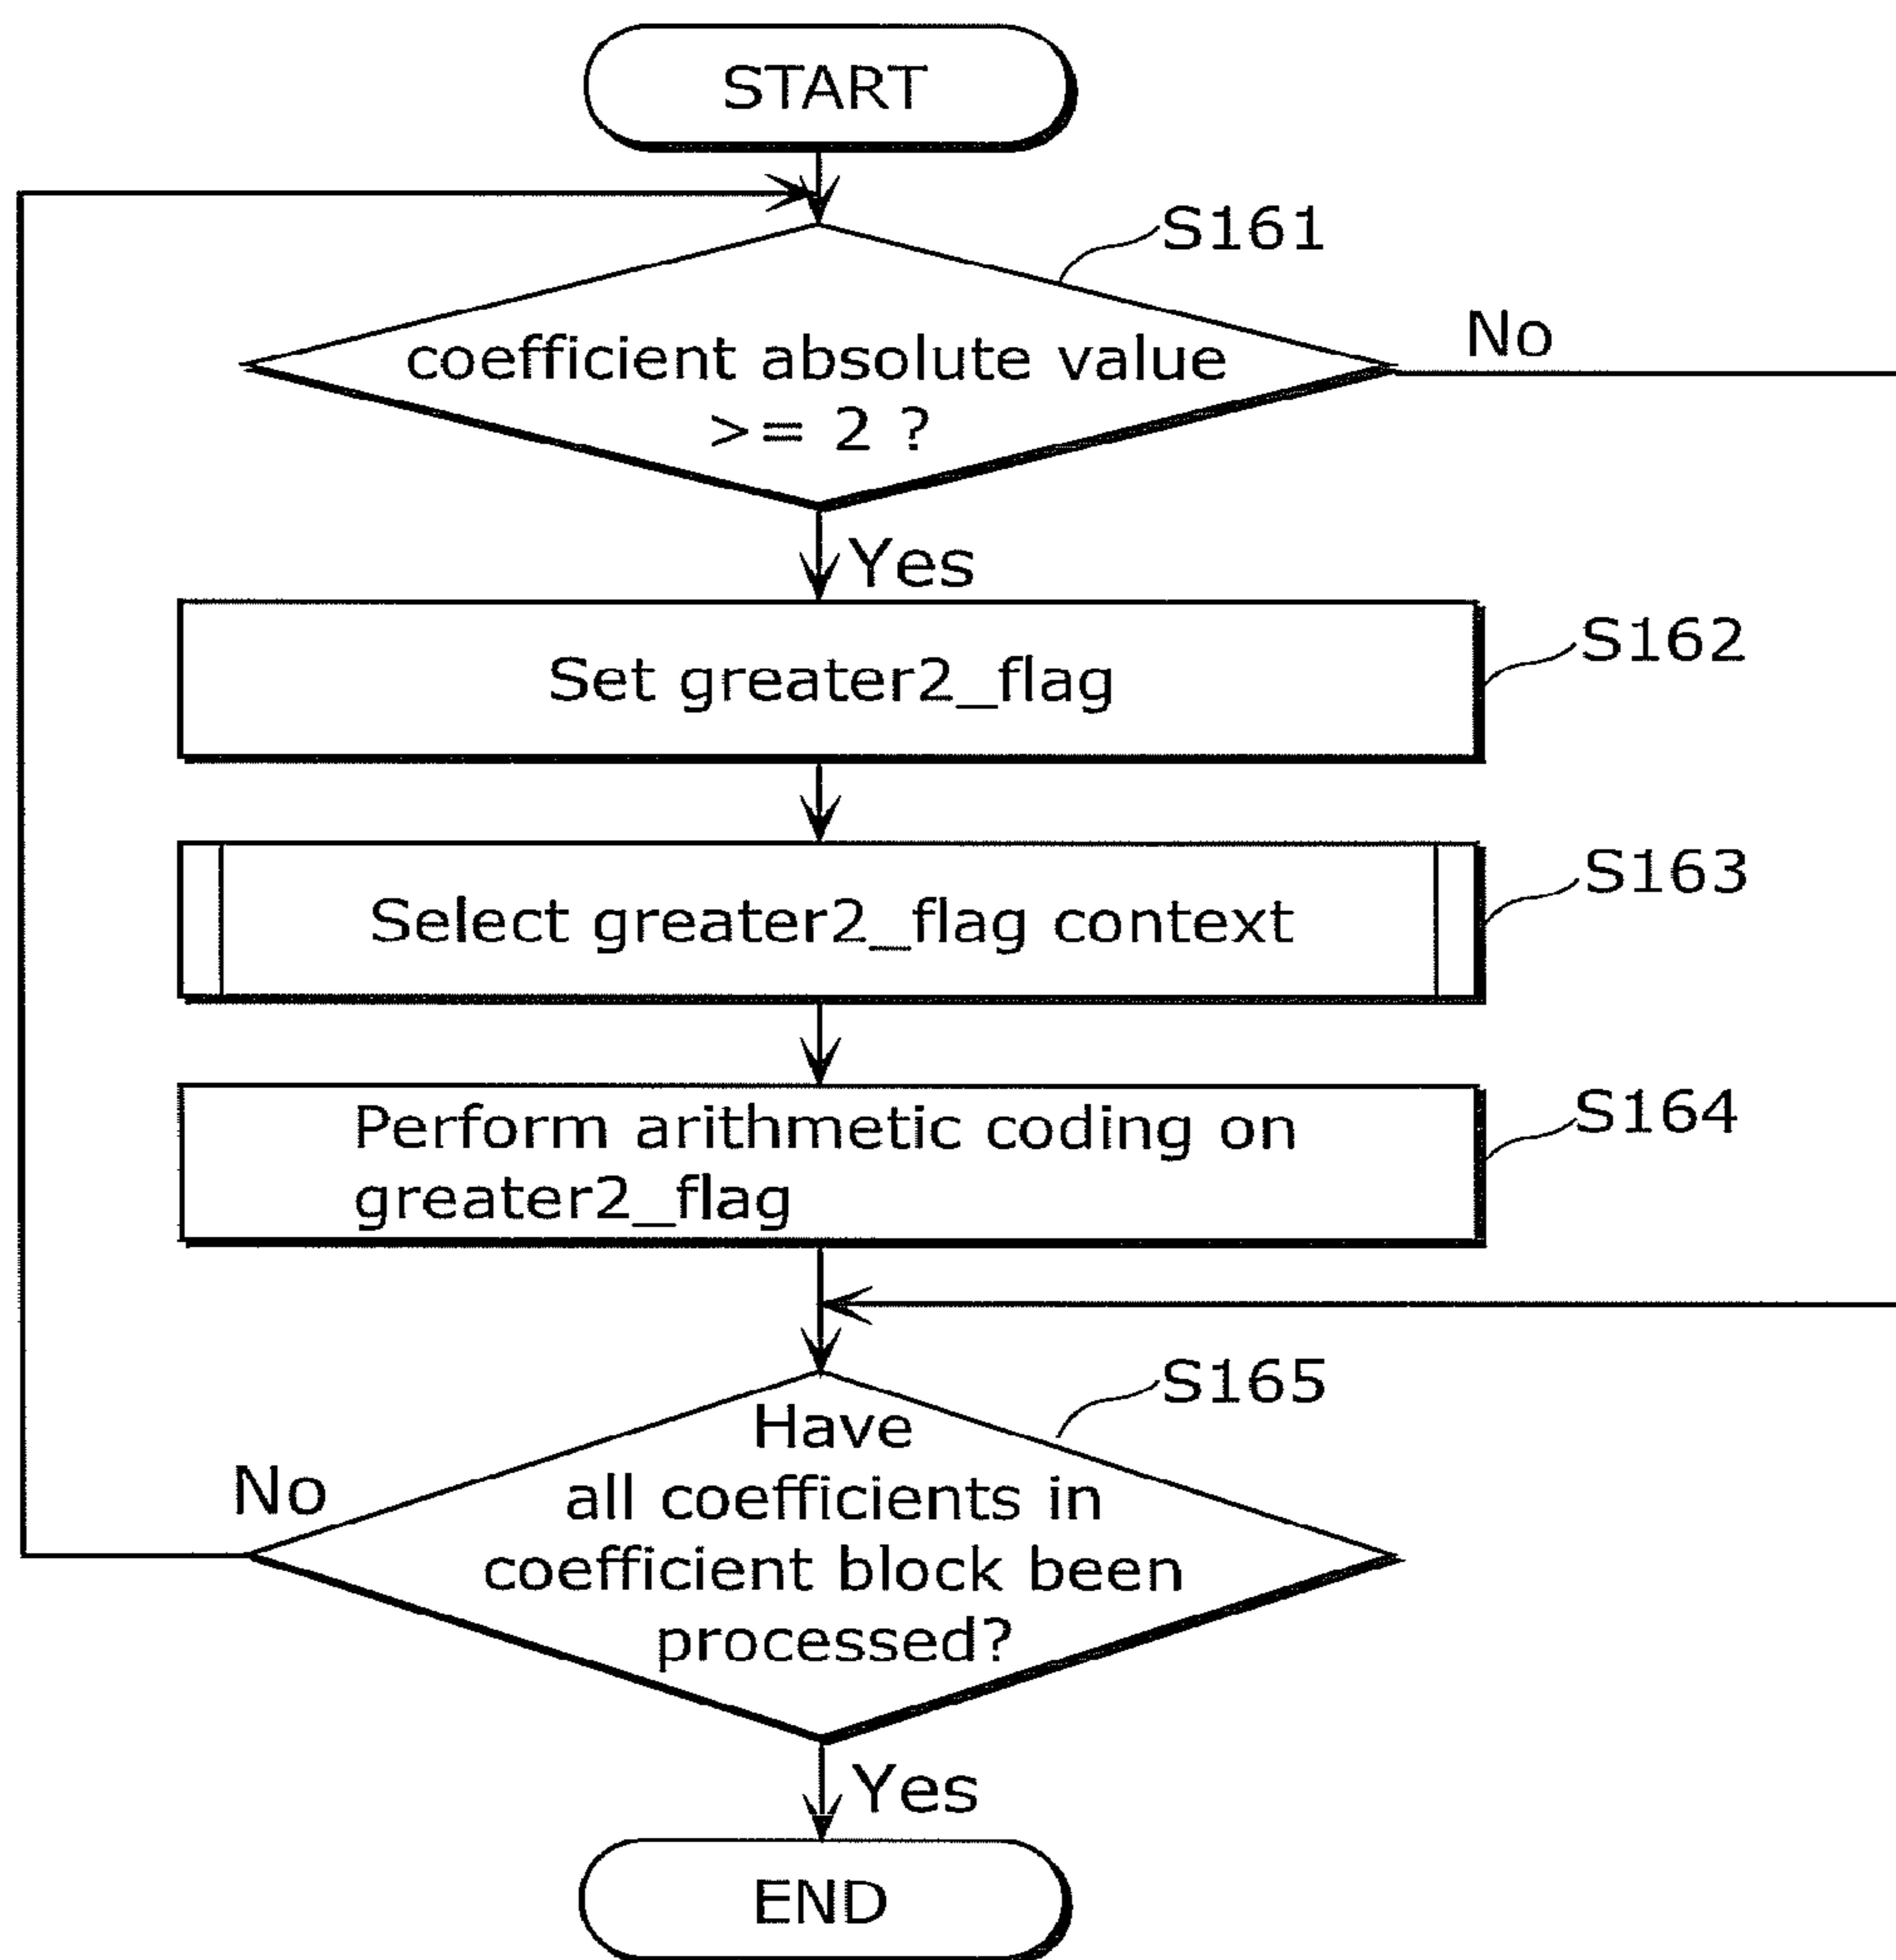 START
S161
coefficient absolute value
>= 2 ?
No
Yes
Set greater2_flag
S162
Select greater2_flag context
S163
Perform arithmetic coding on
greater2_flag
S164
S165
Have
all coefficients in
coefficient block been
processed?
No
Yes
END